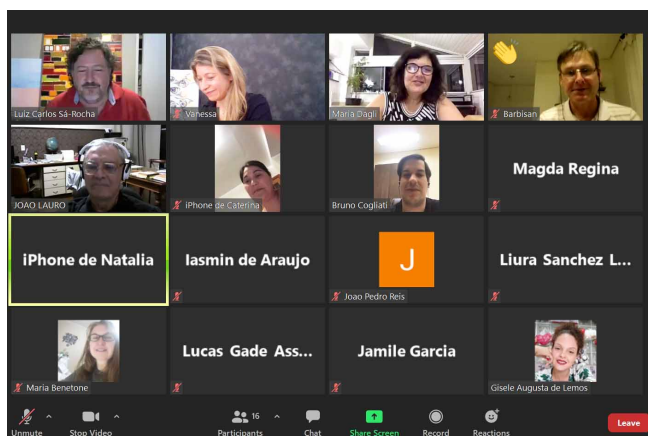 Luiz Carlos Sá-Rocha
Vanessa
Maria Dagli
Barbisan
JOAO LAURO
iPhone de Caterina
Bruno Cogliati
Magda Regina
iPhone de Natalia
Iasmin de Araujo
J
Joao Pedro Reis
Liura Sanchez L...
Maria Benetone
Lucas Gade Ass...
Jamile Garcia
Gisele Augusta de Lemos
Unmute
Stop Video
16
Participants
Chat
Share Screen
Record
Reactions
Leave